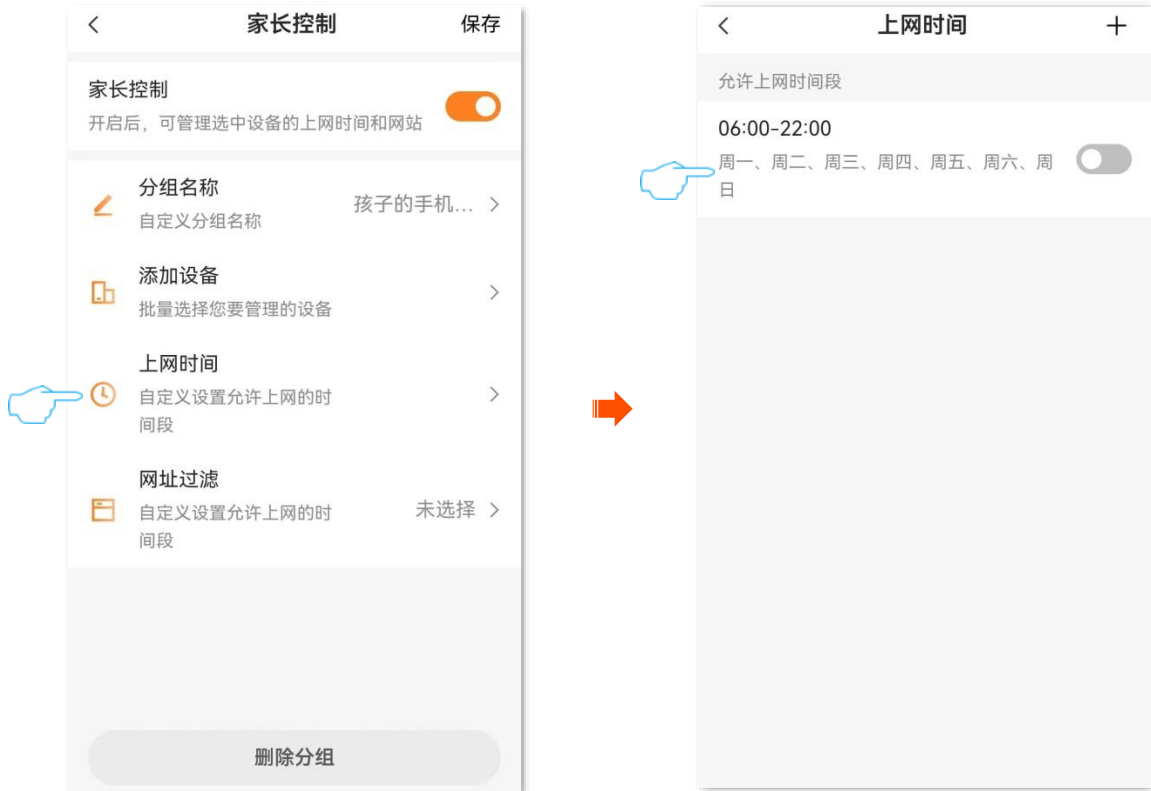 家长控制
保存
家长控制
开启后，可管理选中设备的上网时间和网站
分组名称
自定义分组名称
孩子的手机...
添加设备
批量选择您要管理的设备
上网时间
自定义设置允许上网的时
间段
网址过滤
自定义设置允许上网的时
间段
未选择
删除分组
上网时间
允许上网时间段
06:00-22:00
周一、周二、周三、周四、周五、周六、周
日